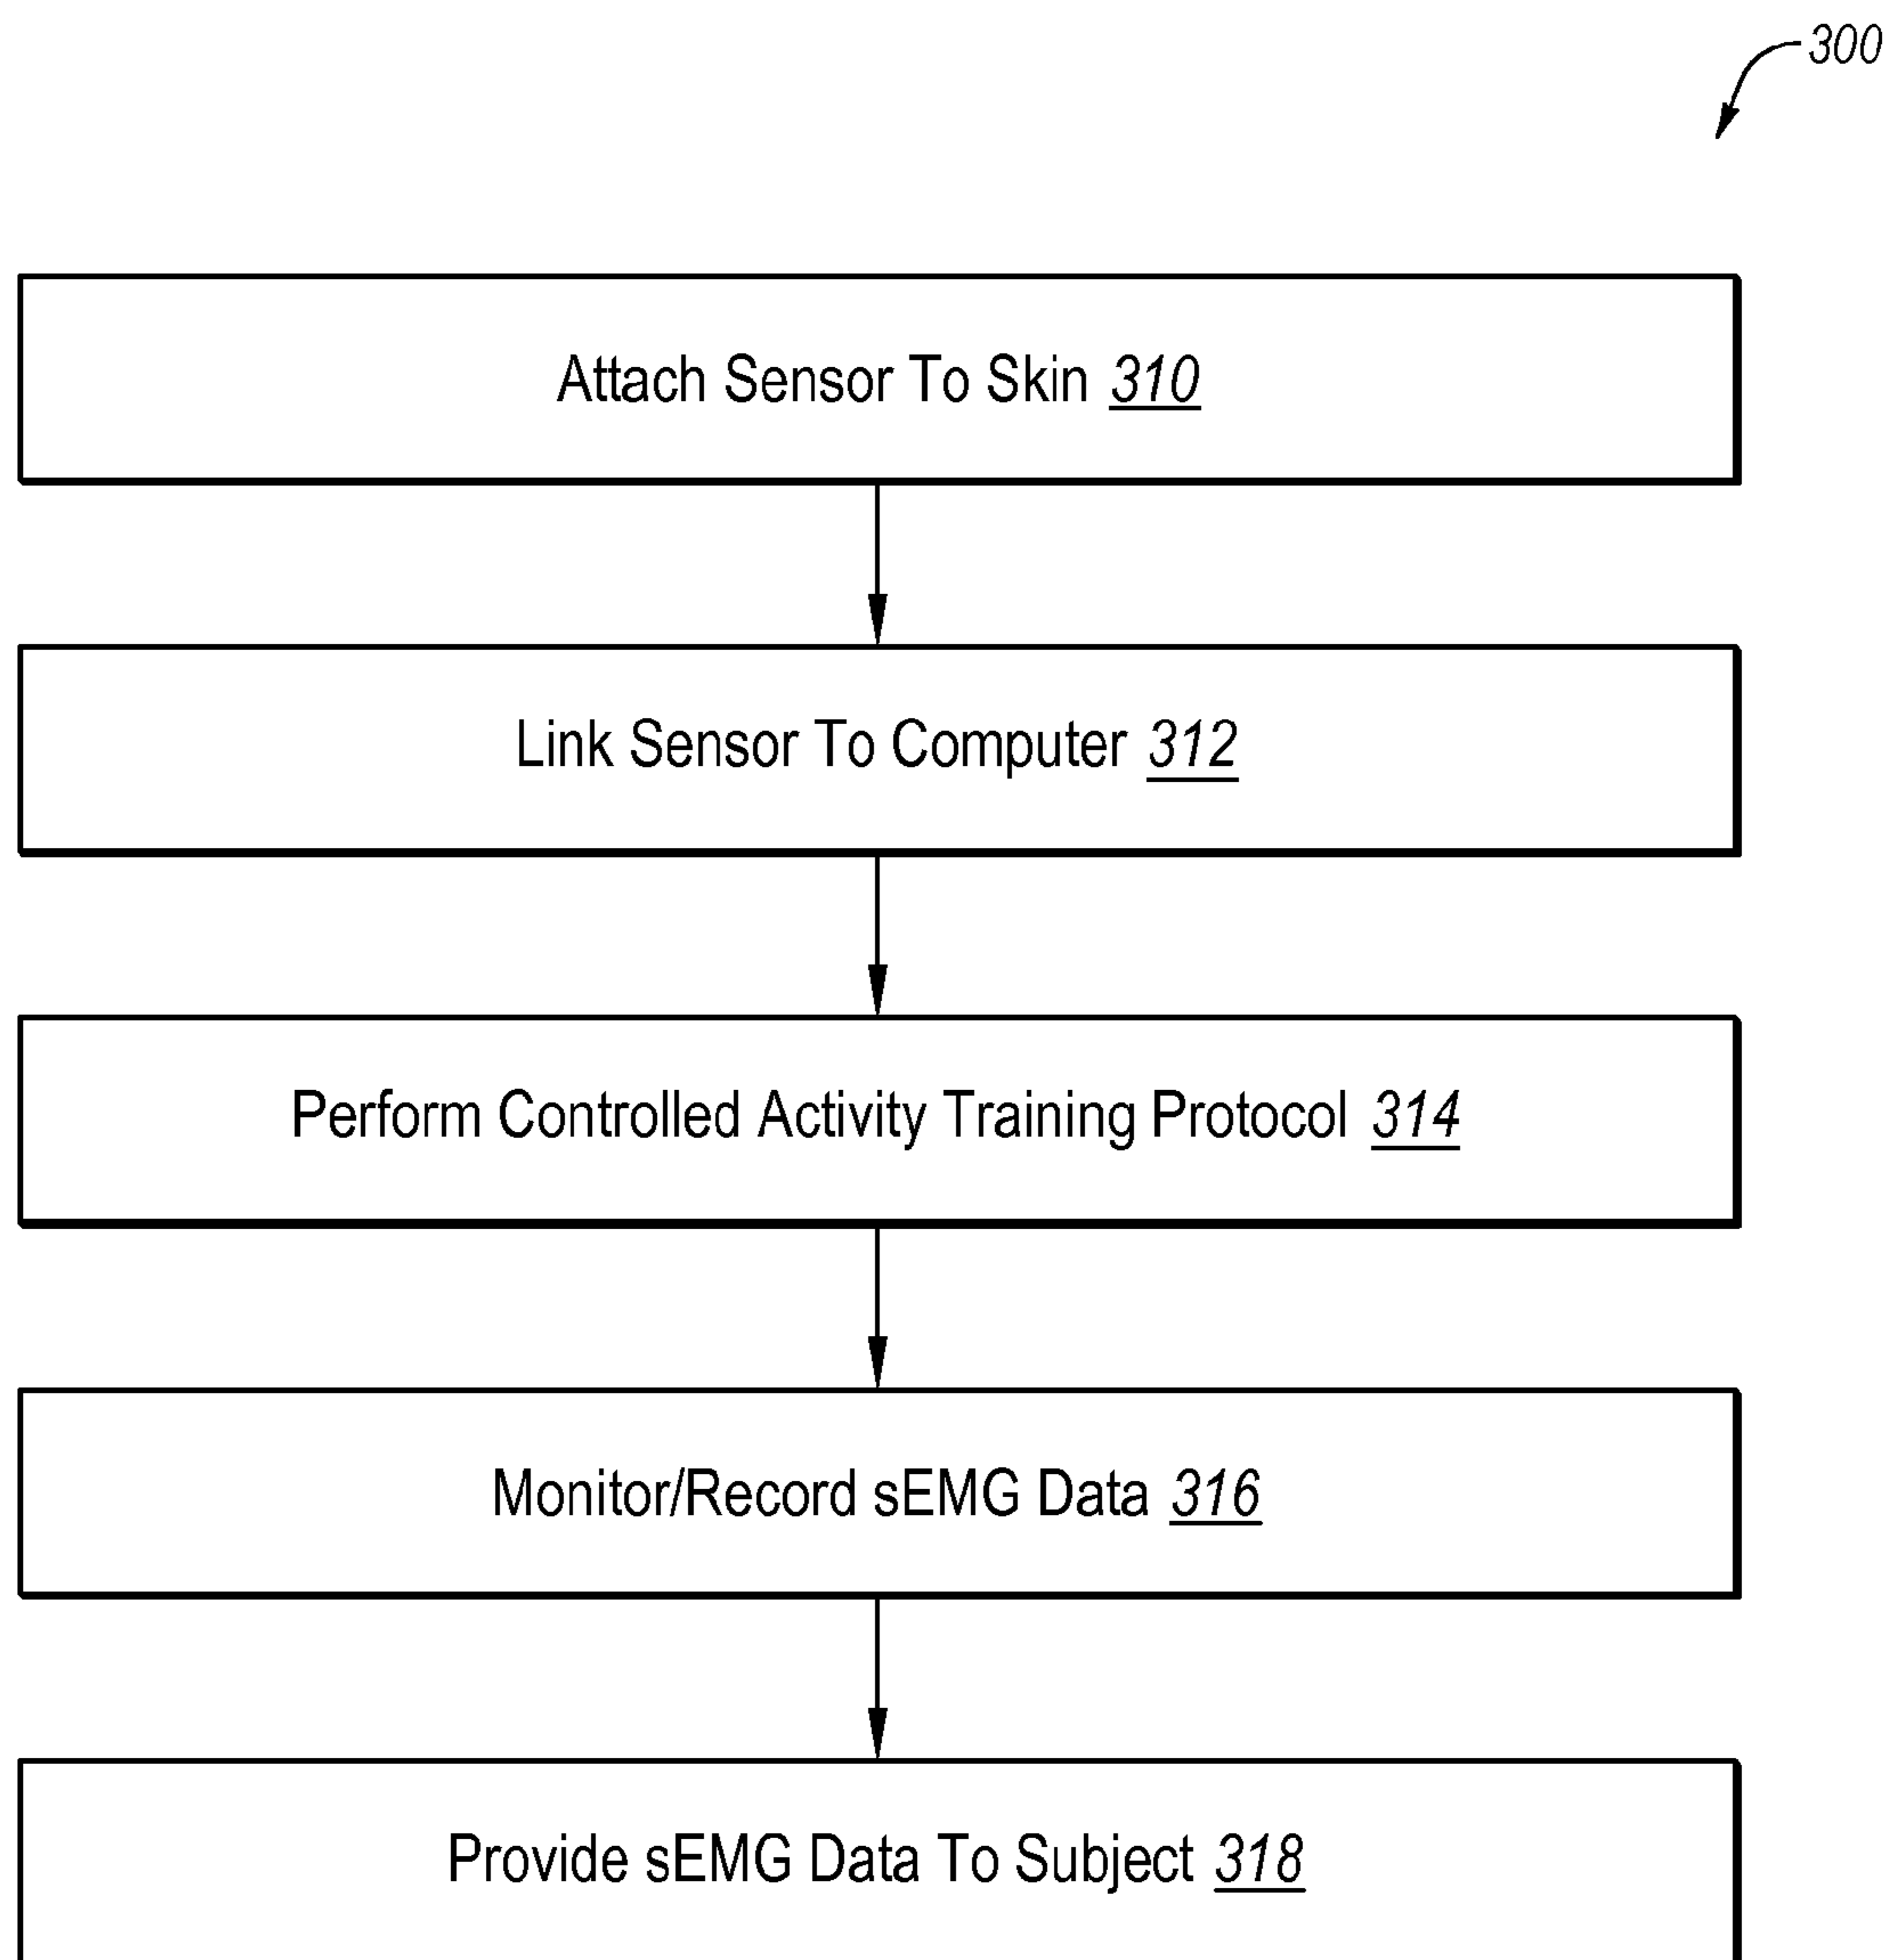 300
Attach Sensor To Skin 310
Link Sensor To Computer 312
Perform Controlled Activity Training Protocol 314
Monitor/Record sEMG Data 316
Provide sEMG Data To Subject 318